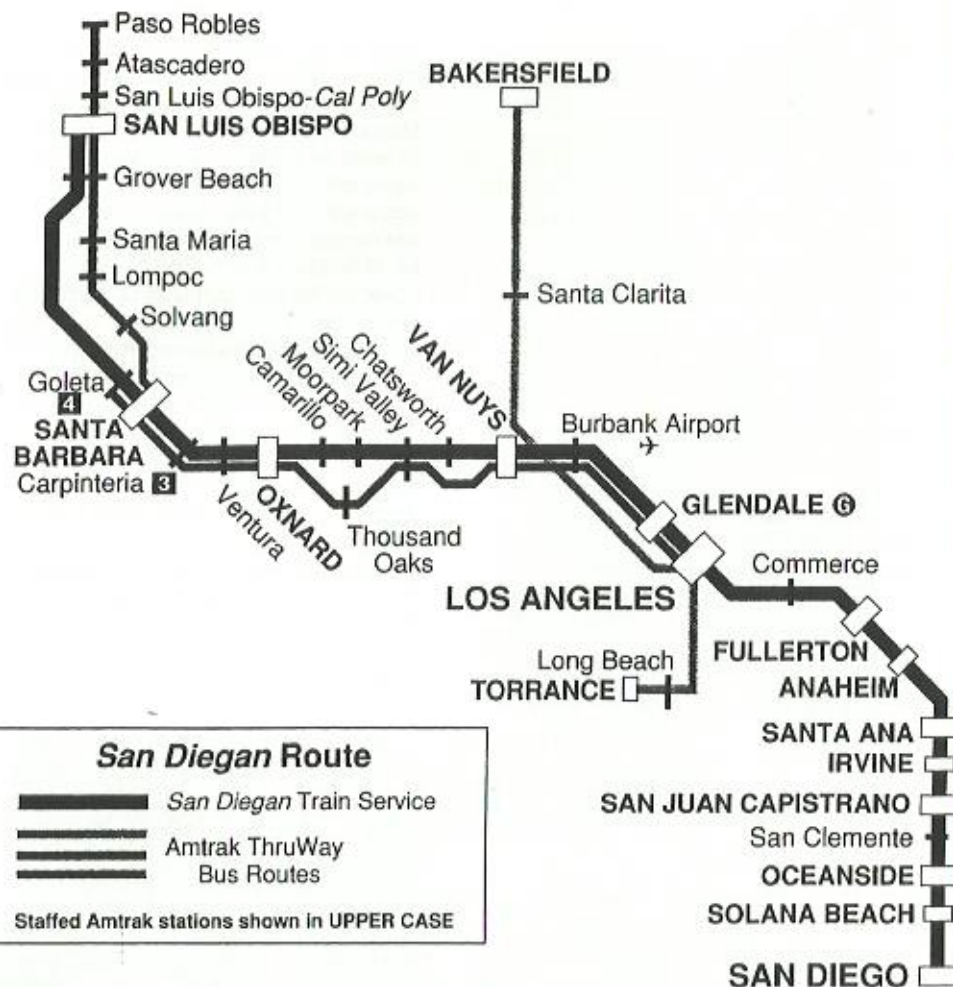 Paso Robles
Atascadero
San Luis Obispo-Cal Poly
SAN LUIS OBISPO
Grover Beach
Santa Maria
Lompoc
Solvang
Goleta
4
SANTA
BARBARA
Carpinteria 3
Ventura
OXNARD
Camarillo
Moorpark
Simi Valley
Chatsworth
VAN NUYS
Thousand
Oaks
BAKERSFIELD
Santa Clarita
Burbank Airport
GLENDALE G
LOS ANGELES
Commerce
Long Beach
TORRANCE
FULLERTON
ANAHEIM
SANTA ANA
IRVINE
SAN JUAN CAPISTRANO
San Clemente
OCEANSIDE
SOLANA BEACH
SAN DIEGO
San Diegan Route
San Diegan Train Service
Amtrak ThruWay
Bus Routes
Staffed Amtrak stations shown in UPPER CASE